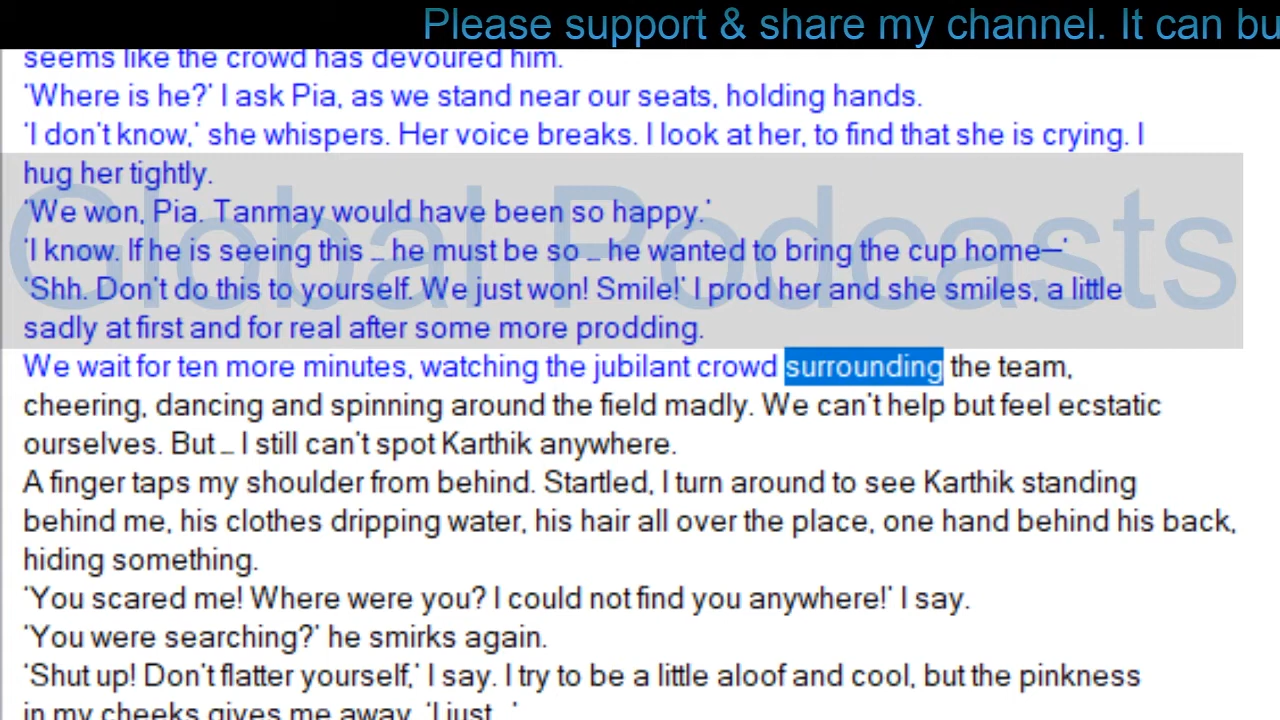 Please support & share my channel. It can bu
seems like the crowd has devoured him.
‘Where is he?’ I ask Pia, as we stand near our seats, holding hands.
‘I don’t know,’ she whispers. Her voice breaks. I look at her, to find that she is crying. I
hug her tightly.
‘We won, Pia. Tanmay would have been so happy.’
‘I know. If he is seeing this … he must be so … he wanted to bring the cup home—’
‘Shh. Don’t do this to yourself. We just won! Smile!’ I prod her and she smiles, a little
sadly at first and for real after some more prodding.
Global Podcasts
We wait for ten more minutes, watching the jubilant crowd surrounding the team,
cheering, dancing and spinning around the field madly. We can’t help but feel ecstatic
ourselves. But … I still can’t spot Karthik anywhere.
A finger taps my shoulder from behind. Startled, I turn around to see Karthik standing
behind me, his clothes dripping water, his hair all over the place, one hand behind his back,
hiding something.
‘You scared me! Where were you? I could not find you anywhere!’ I say.
‘You were searching?’ he smirks again.
‘Shut up! Don’t flatter yourself,’ I say. I try to be a little aloof and cool, but the pinkness
in my cheeks gives me away. ‘I just…’